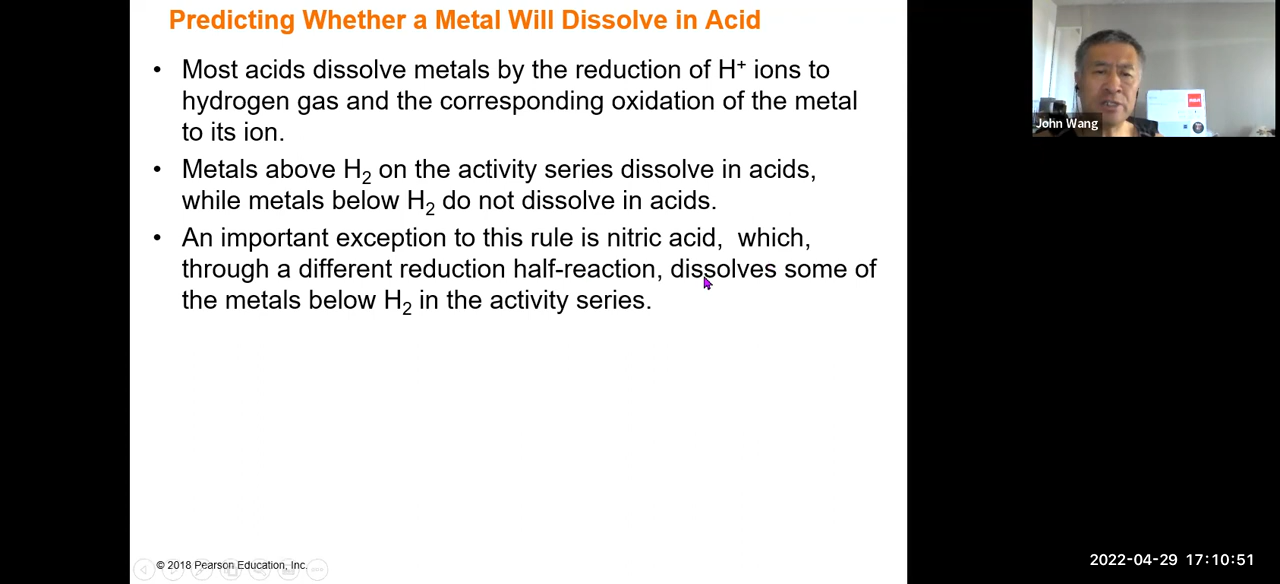 Predicting Whether a Metal Will Dissolve in Acid
• Most acids dissolve metals by the reduction of H⁺ ions to
hydrogen gas and the corresponding oxidation of the metal
to its ion.
• Metals above H₂ on the activity series dissolve in acids,
while metals below H₂ do not dissolve in acids.
• An important exception to this rule is nitric acid,  which,
through a different reduction half-reaction, dissolves some of
the metals below H₂ in the activity series.
© 2018 Pearson Education, Inc.
RCA
John Wang
2022-04-29 17:10:51